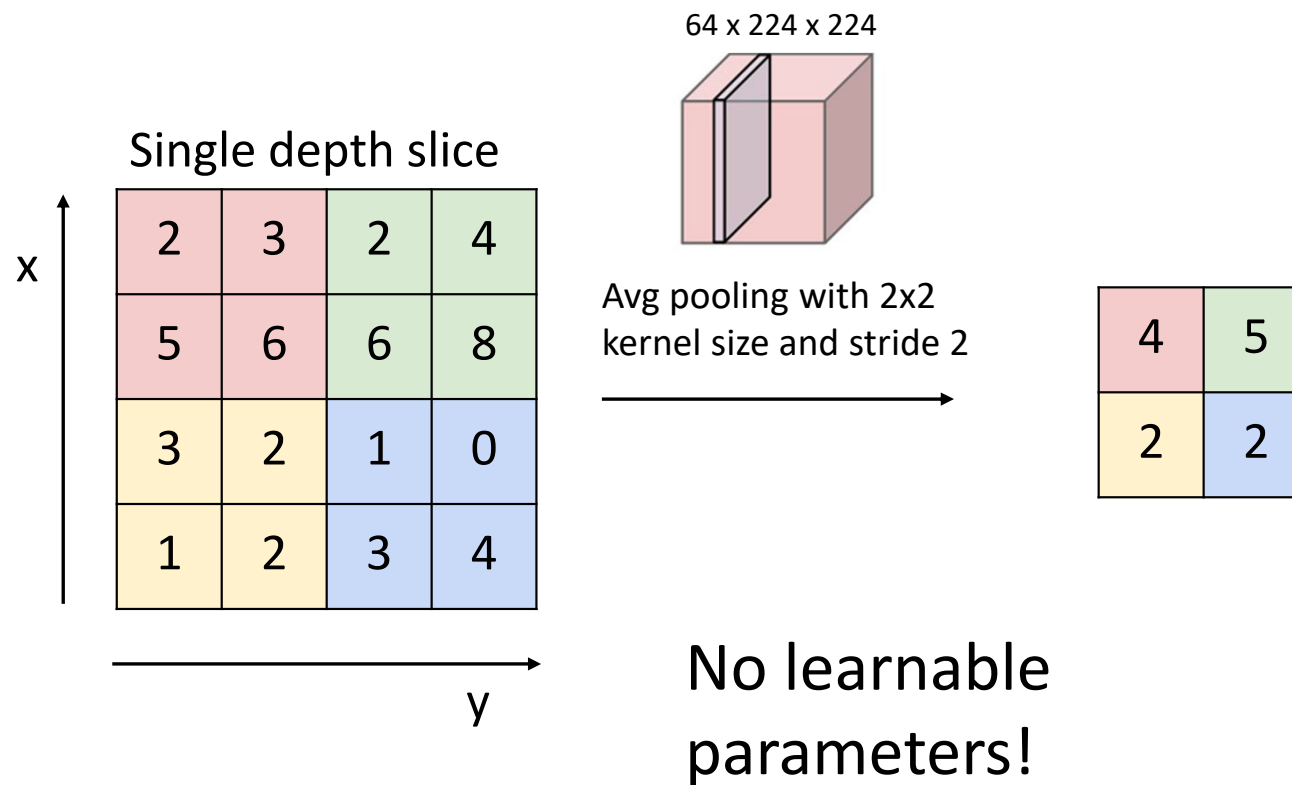 64 x 224 x 224
Single depth slice
x
2 3 2 4
5 6 6 8
3 2 1 0
1 2 3 4
y
Avg pooling with 2x2
kernel size and stride 2
4 5
2 2
No learnable
parameters!